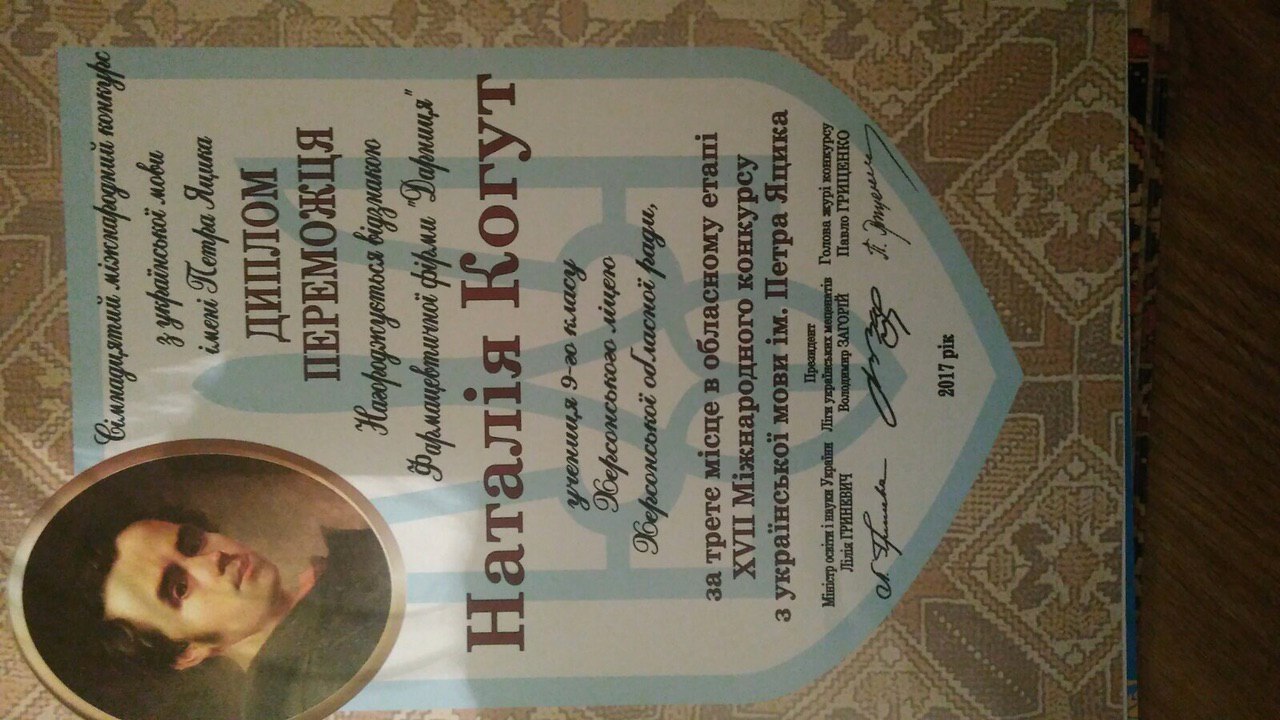 Сімнадцятий міжнародний конкурс
з української мови
імені Петра Яцика
ДИПЛОМ
ПЕРЕМОЖЦЯ
Нагороджується відзнакою
Фармацевтичної фірми "Дарниця"
Наталія Когут
учениця 9-го класу
Херсонського ліцею
Херсонської обласної ради,
за третє місце в обласному етапі
XVII Міжнародного конкурсу
з української мови ім. Петра Яцика
Міністр освіти і науки України
Лілія ГРИНЕВИЧ
Президент
Ліги українських меценатів
Володимир ЗАГОРІЙ
Голова журі конкурсу
Павло ГРИЦЕНКО
2017 рік